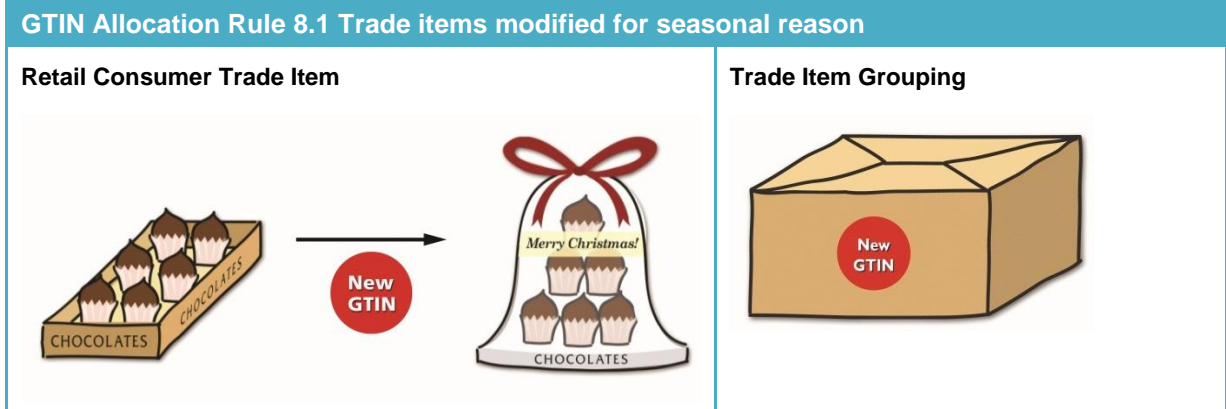 GTIN Allocation Rule 8.1 Trade items modified for seasonal reason
Retail Consumer Trade Item
CHOCOLATES
CHOCOLATES
New
GTIN
Merry Christmas!
CHOCOLATES
Trade Item Grouping
New
GTIN